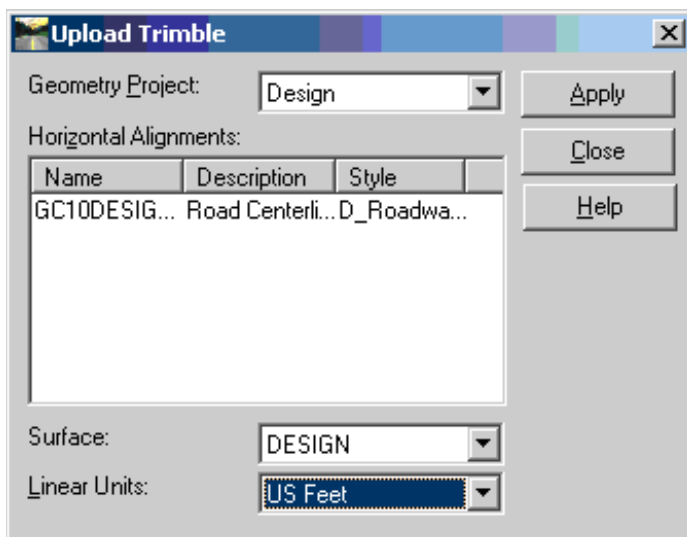 Upload Trimble
Geometry Project:
Design
Apply
Horizontal Alignments:
Close
Name Description Style
Help
GC10DESIG... Road Centerli... D_Roadwa...
Surface:
DESIGN
Linear Units:
US Feet